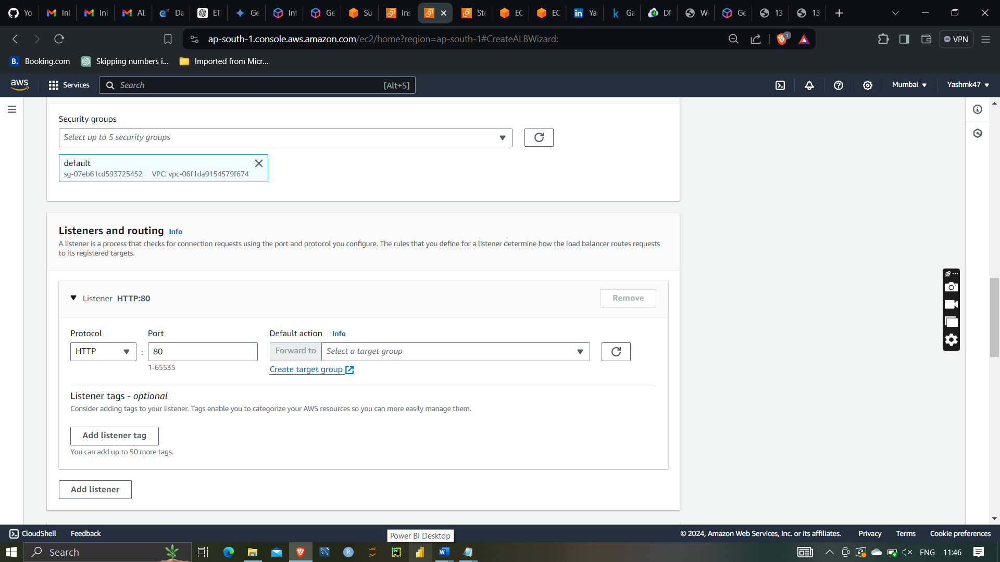 Yo
Inb
Inb
AL
Da
ETI
Ge
Int
Ge
Su
Ins
Ste
EC
EC
Ya
Ga
DN
W
Ge
13
13
ap-south-1.console.aws.amazon.com/ec2/home?region=ap-south-1#CreateALBWizard:
1
VPN
B. Booking.com
Skipping numbers i...
Imported from Micr...
aws
Services
Search
[Alt+S]
Mumbai
Yashmk47
Security groups
Select up to 5 security groups
default
sg-07eb61cd593725452 VPC: vpc-06f1da9154579f674
Listeners and routing Info
A listener is a process that checks for connection requests using the port and protocol you configure. The rules that you define for a listener determine how the load balancer routes requests
to its registered targets.
Listener HTTP:80
Remove
Protocol
Port
Default action
Info
HTTP
:
80
Forward to
Select a target group
1-65535
Create target group
Listener tags - optional
Consider adding tags to your listener. Tags enable you to categorize your AWS resources so you can more easily manage them.
Add listener tag
You can add up to 50 more tags.
Add listener
CloudShell
Feedback
Power BI Desktop
© 2024, Amazon Web Services, Inc. or its affiliates.
Privacy
Terms
Cookie preferences
Search
R
PC
W
ENG
11:46